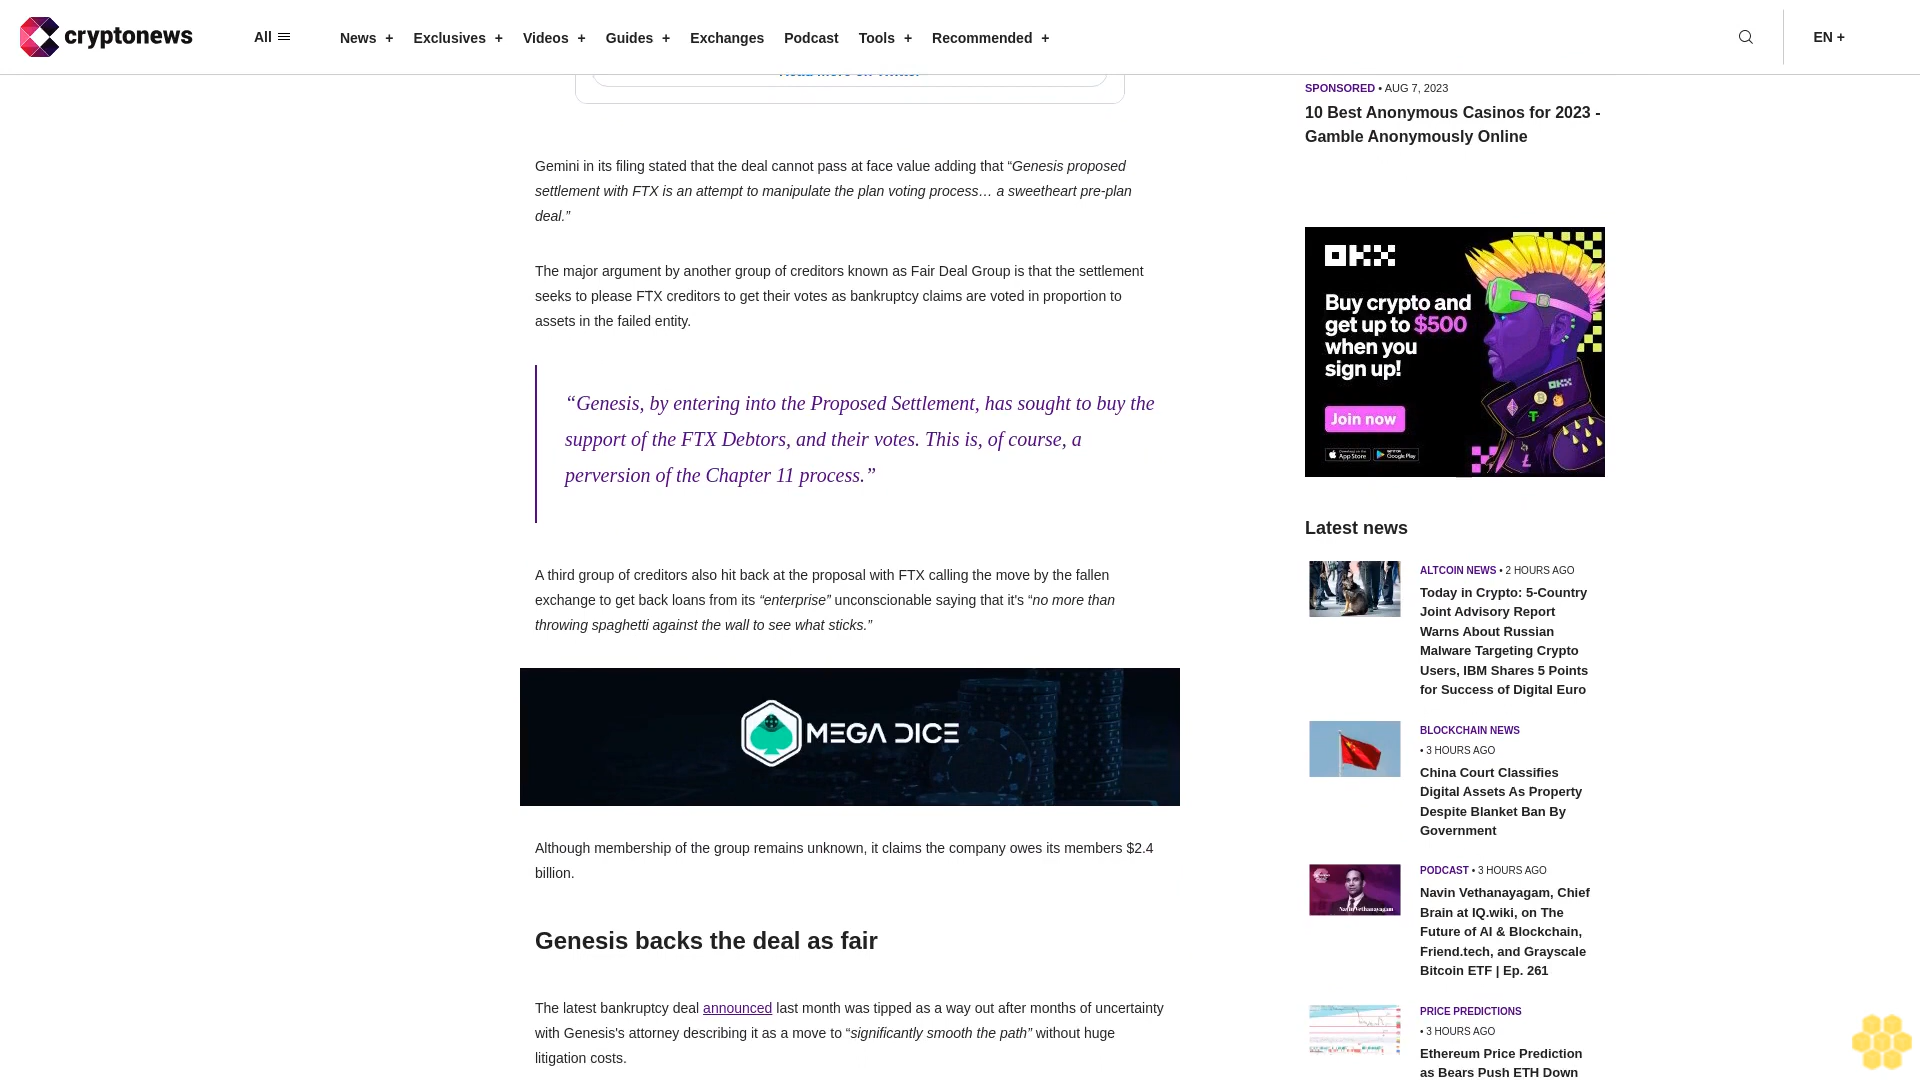 cryptonews
All
News +
Exclusives +
Videos +
Guides +
Exchanges
Podcast
Tools +
Recommended +
EN +
Gemini in its filing stated that the deal cannot pass at face value adding that “Genesis proposed
settlement with FTX is an attempt to manipulate the plan voting process… a sweetheart pre-plan
deal.”
The major argument by another group of creditors known as Fair Deal Group is that the settlement
seeks to please FTX creditors to get their votes as bankruptcy claims are voted in proportion to
assets in the failed entity.
“Genesis, by entering into the Proposed Settlement, has sought to buy the
support of the FTX Debtors, and their votes. This is, of course, a
perversion of the Chapter 11 process.”
A third group of creditors also hit back at the proposal with FTX calling the move by the fallen
exchange to get back loans from its “enterprise” unconscionable saying that it's “no more than
throwing spaghetti against the wall to see what sticks.”
MEGA DICE
Although membership of the group remains unknown, it claims the company owes its members $2.4
billion.
Genesis backs the deal as fair
The latest bankruptcy deal announced last month was tipped as a way out after months of uncertainty
with Genesis's attorney describing it as a move to “significantly smooth the path” without huge
litigation costs.
SPONSORED • AUG 7, 2023
10 Best Anonymous Casinos for 2023 -
Gamble Anonymously Online
OKX
Buy crypto and
get up to $500
when you
sign up!
Join now
App Store
Google Play
OKX
Latest news
ALTCOIN NEWS • 2 HOURS AGO
Today in Crypto: 5-Country
Joint Advisory Report
Warns About Russian
Malware Targeting Crypto
Users, IBM Shares 5 Points
for Success of Digital Euro
BLOCKCHAIN NEWS
• 3 HOURS AGO
China Court Classifies
Digital Assets As Property
Despite Blanket Ban By
Government
Navin Vethanayagam
PODCAST • 3 HOURS AGO
Navin Vethanayagam, Chief
Brain at IQ.wiki, on The
Future of AI & Blockchain,
Friend.tech, and Grayscale
Bitcoin ETF | Ep. 261
PRICE PREDICTIONS
• 3 HOURS AGO
Ethereum Price Prediction
as Bears Push ETH Down